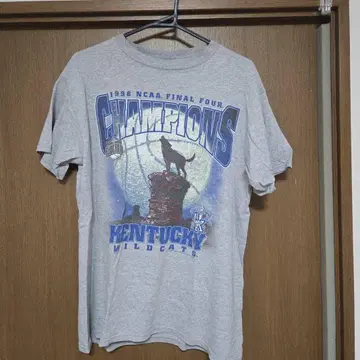 1998 NCAA FINAL FOUR
CHAMPIONS
KENTUCKY
WILDCATS